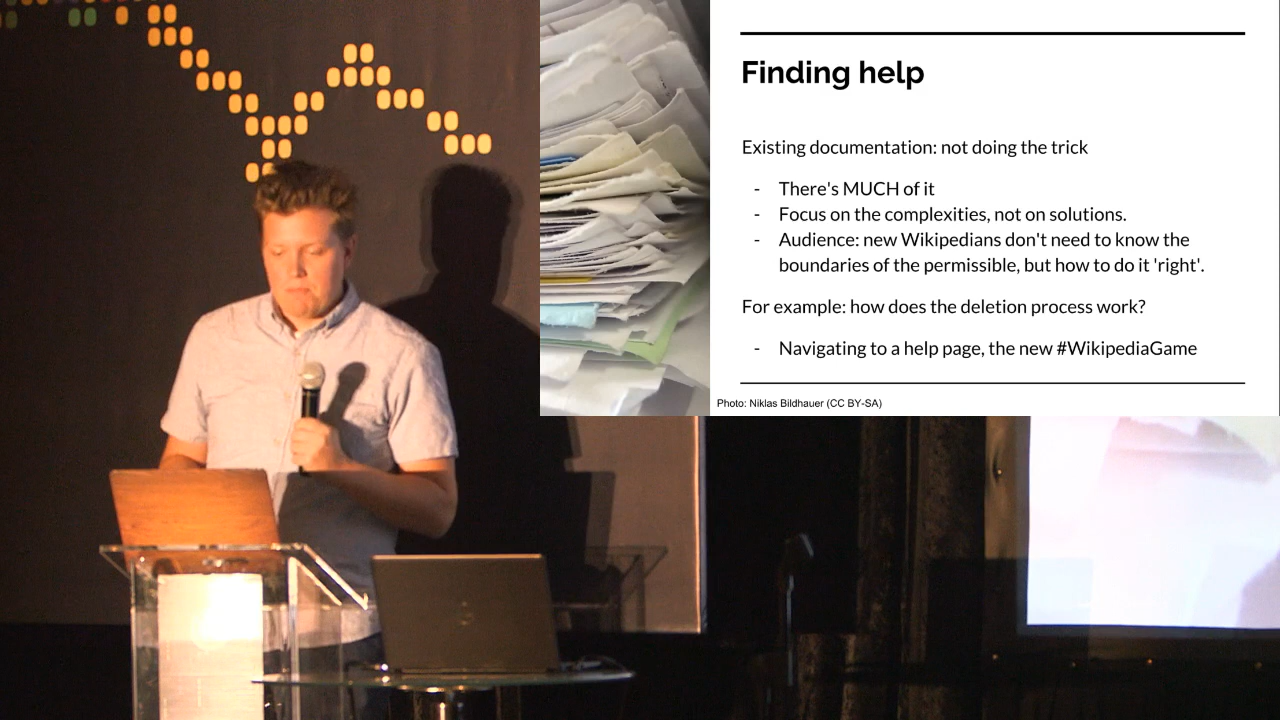 Finding help
Existing documentation: not doing the trick
- There's MUCH of it
- Focus on the complexities, not on solutions.
- Audience: new Wikipedians don't need to know the
boundaries of the permissible, but how to do it 'right'.
For example: how does the deletion process work?
- Navigating to a help page, the new #WikipediaGame
Photo: Niklas Bildhauer (CC BY-SA)